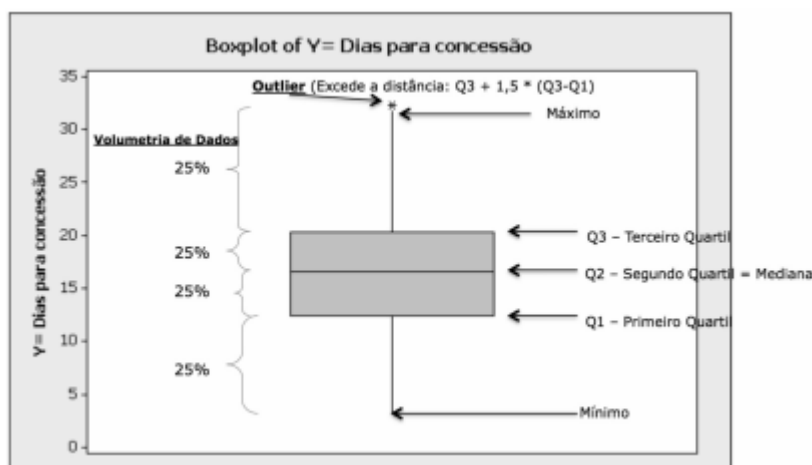 Boxplot of Y= Dias para concessão
35
Outlier (Excede a distância: Q3 + 1,5 * (Q3-Q1)
*
Máximo
30
Volumetria de Dados
25%
25
20
Q3 – Terceiro Quartil
25%
Q2 – Segundo Quartil = Mediana
15
25%
Q1 – Primeiro Quartil
10
25%
5
Mínimo
0
Y= Dias para concessão